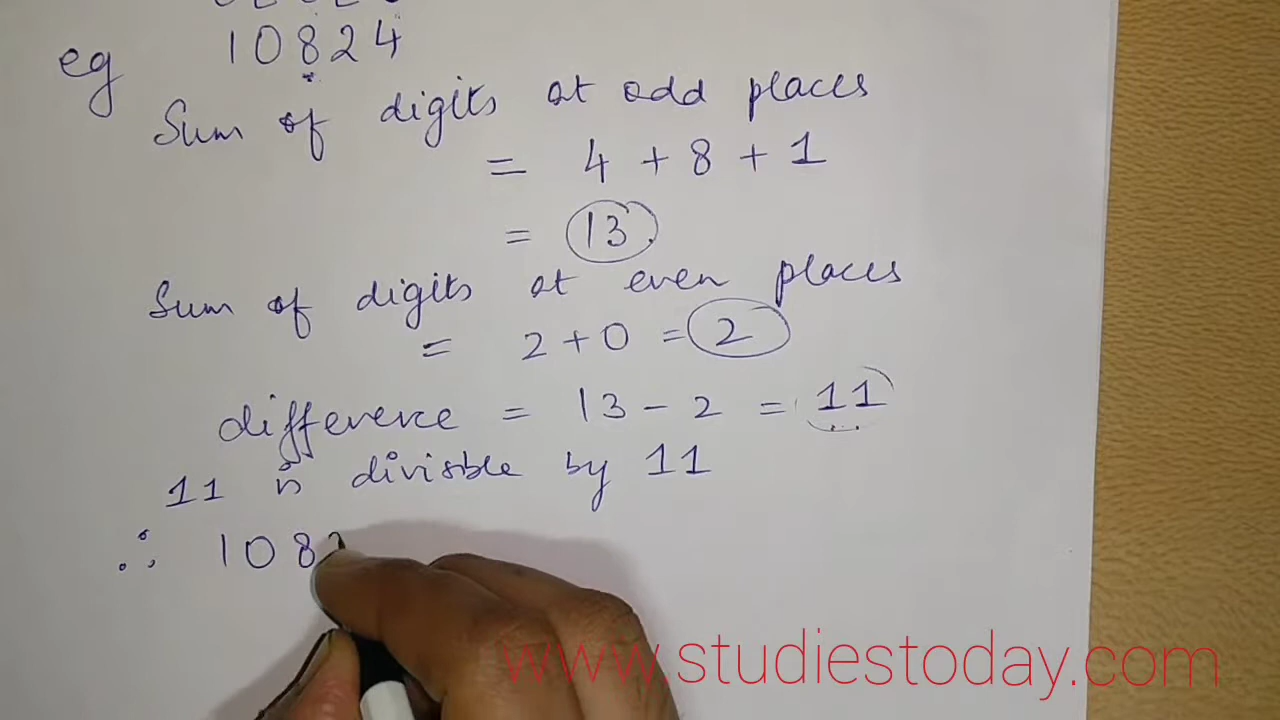 eg 10824
Sum of digits at odd places
= 4 + 8 + 1
= 13
Sum of digits at even places
= 2 + 0 = 2
difference = 13 - 2 = 11
11 is divisible by 11
∴ 108
www.studiestoday.com